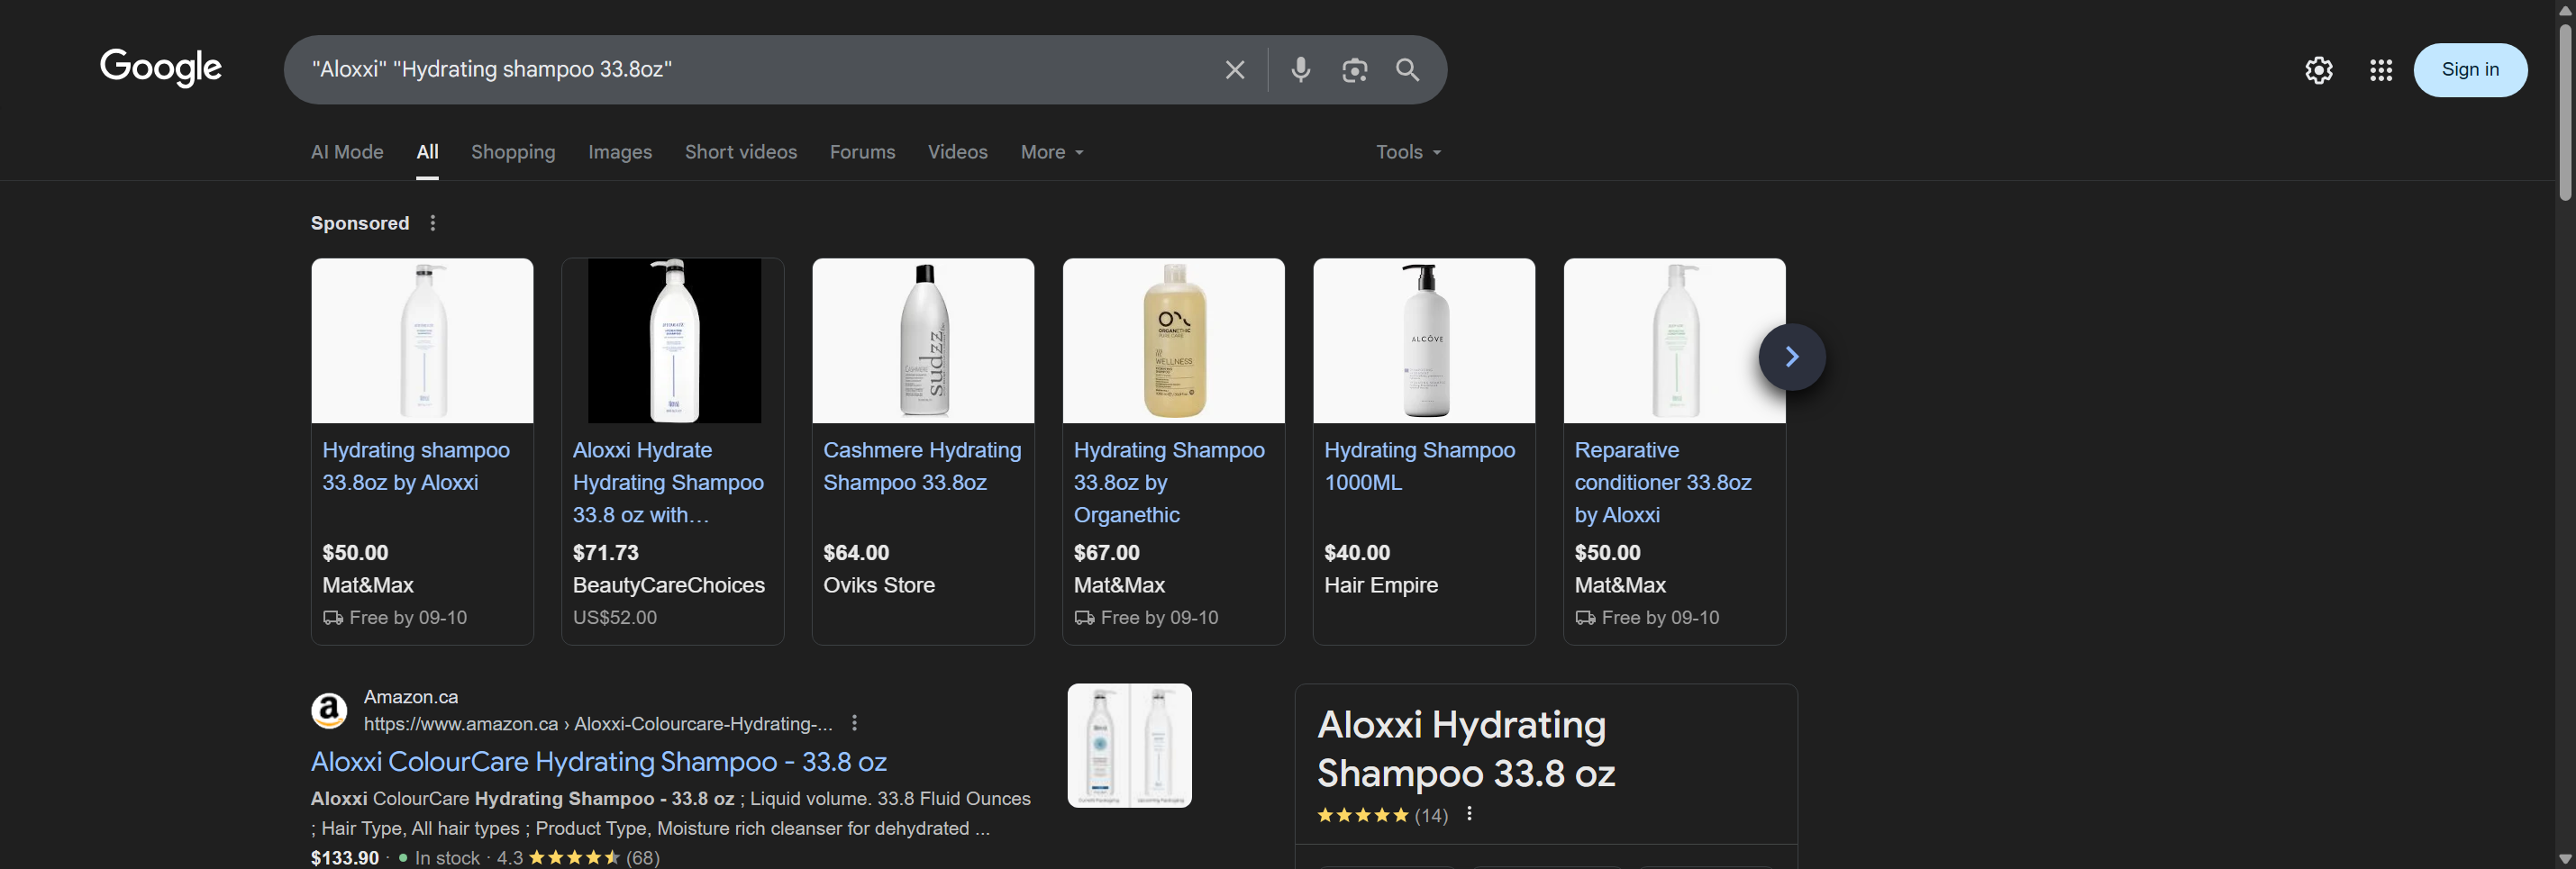 Google
"Aloxxi" "Hydrating shampoo 33.8oz"
Sign in
AI Mode
All
Shopping
Images
Short videos
Forums
Videos
More
Tools
Sponsored
Hydrating shampoo
33.8oz by Aloxxi
$50.00
Mat&Max
Free by 09-10
Aloxxi Hydrate
Hydrating Shampoo
33.8 oz with…
$71.73
BeautyCareChoices
US$52.00
sudzz
Cashmere Hydrating
Shampoo 33.8oz
$64.00
Oviks Store
ORGANETHIC
WELLNESS
Hydrating Shampoo
33.8oz by
Organethic
$67.00
Mat&Max
Free by 09-10
ALCÔVE
Hydrating Shampoo
1000ML
$40.00
Hair Empire
Reparative
conditioner 33.8oz
by Aloxxi
$50.00
Mat&Max
Free by 09-10
Amazon.ca
https://www.amazon.ca › Aloxxi-Colourcare-Hydrating-...
Aloxxi ColourCare Hydrating Shampoo - 33.8 oz
Aloxxi ColourCare Hydrating Shampoo - 33.8 oz ; Liquid volume. 33.8 Fluid Ounces
; Hair Type, All hair types ; Product Type, Moisture rich cleanser for dehydrated ...
$133.90 · In stock · 4.3 (68)
Aloxxi Hydrating
Shampoo 33.8 oz
(14)